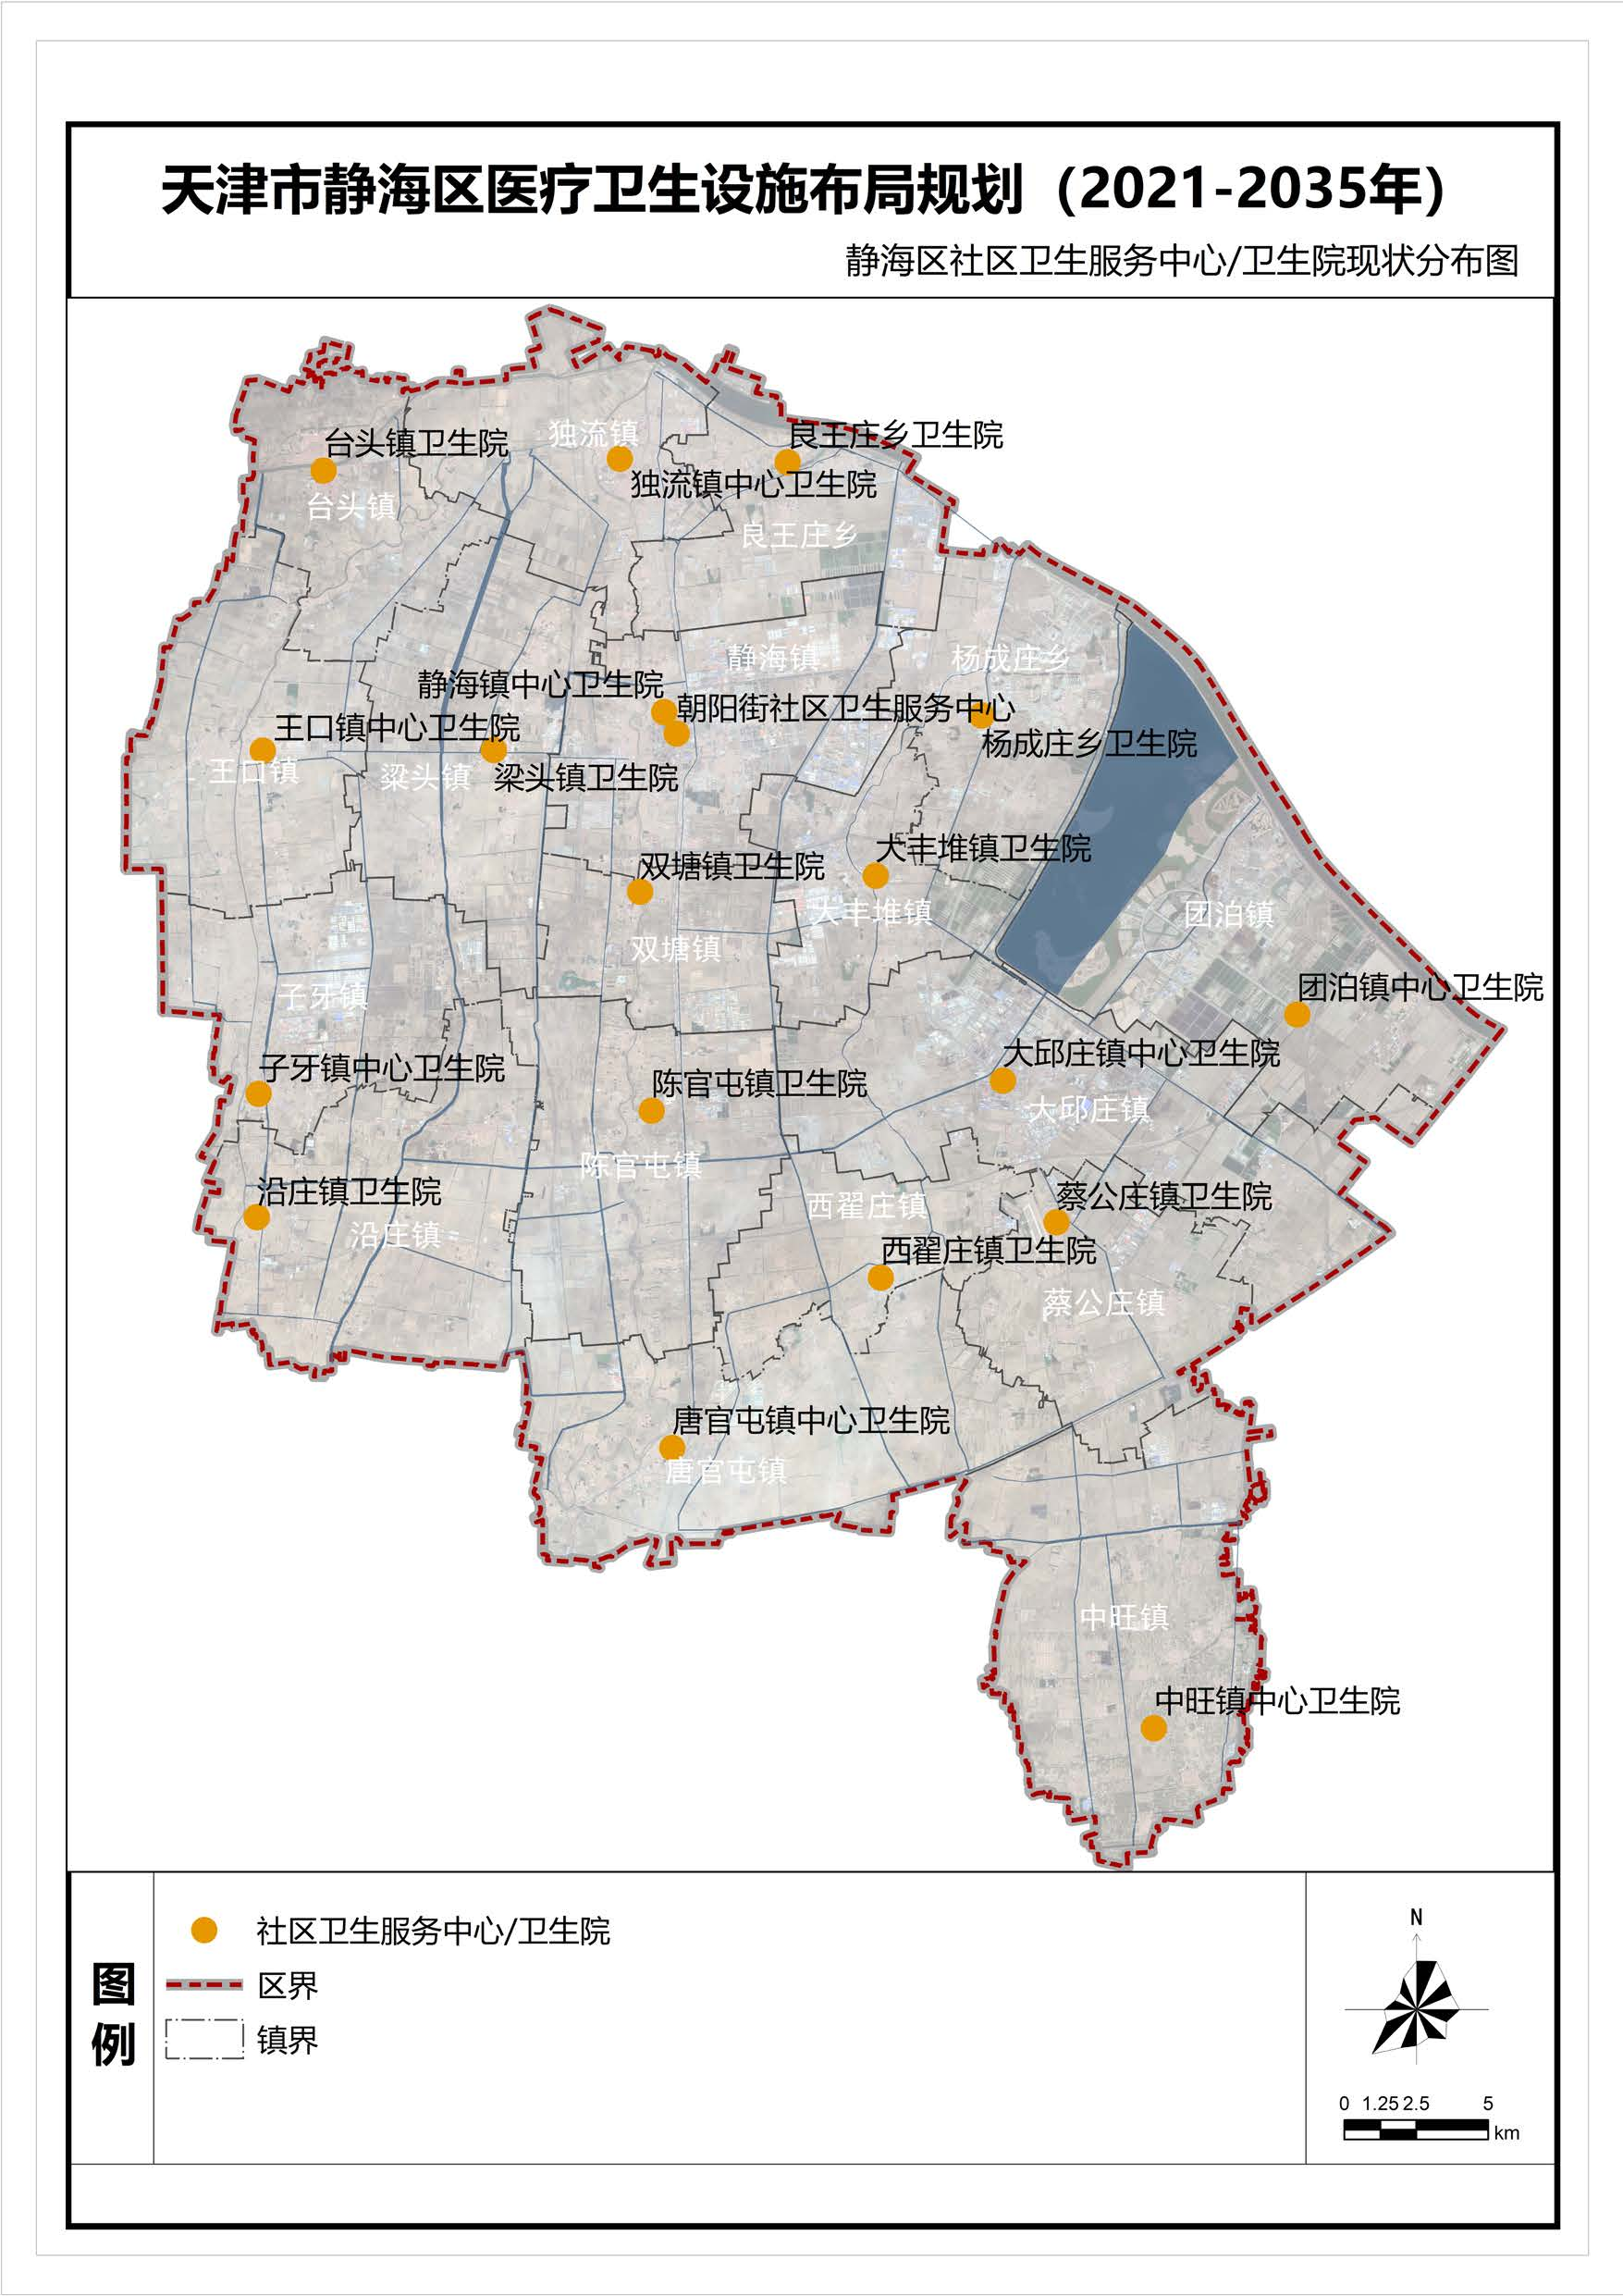 天津市静海区医疗卫生设施布局规划（2021-2035年）
静海区社区卫生服务中心/卫生院现状分布图
独流镇
台头镇卫生院
良王庄乡卫生院
独流镇中心卫生院
台头镇
良王庄乡
静海镇
杨成庄乡
静海镇中心卫生院
朝阳街社区卫生服务中心
王口镇中心卫生院
杨成庄乡卫生院
王口镇
梁头镇
梁头镇卫生院
大丰堆镇卫生院
双塘镇卫生院
大丰堆镇
团泊镇
双塘镇
团泊镇中心卫生院
子牙镇
大邱庄镇中心卫生院
子牙镇中心卫生院
陈官屯镇卫生院
大邱庄镇
陈官屯镇
沿庄镇卫生院
蔡公庄镇卫生院
西翟庄镇
沿庄镇
西翟庄镇卫生院
蔡公庄镇
唐官屯镇中心卫生院
唐官屯镇
中旺镇
中旺镇中心卫生院
图例
社区卫生服务中心/卫生院
区界
镇界
N
0 1.25 2.5 5
km